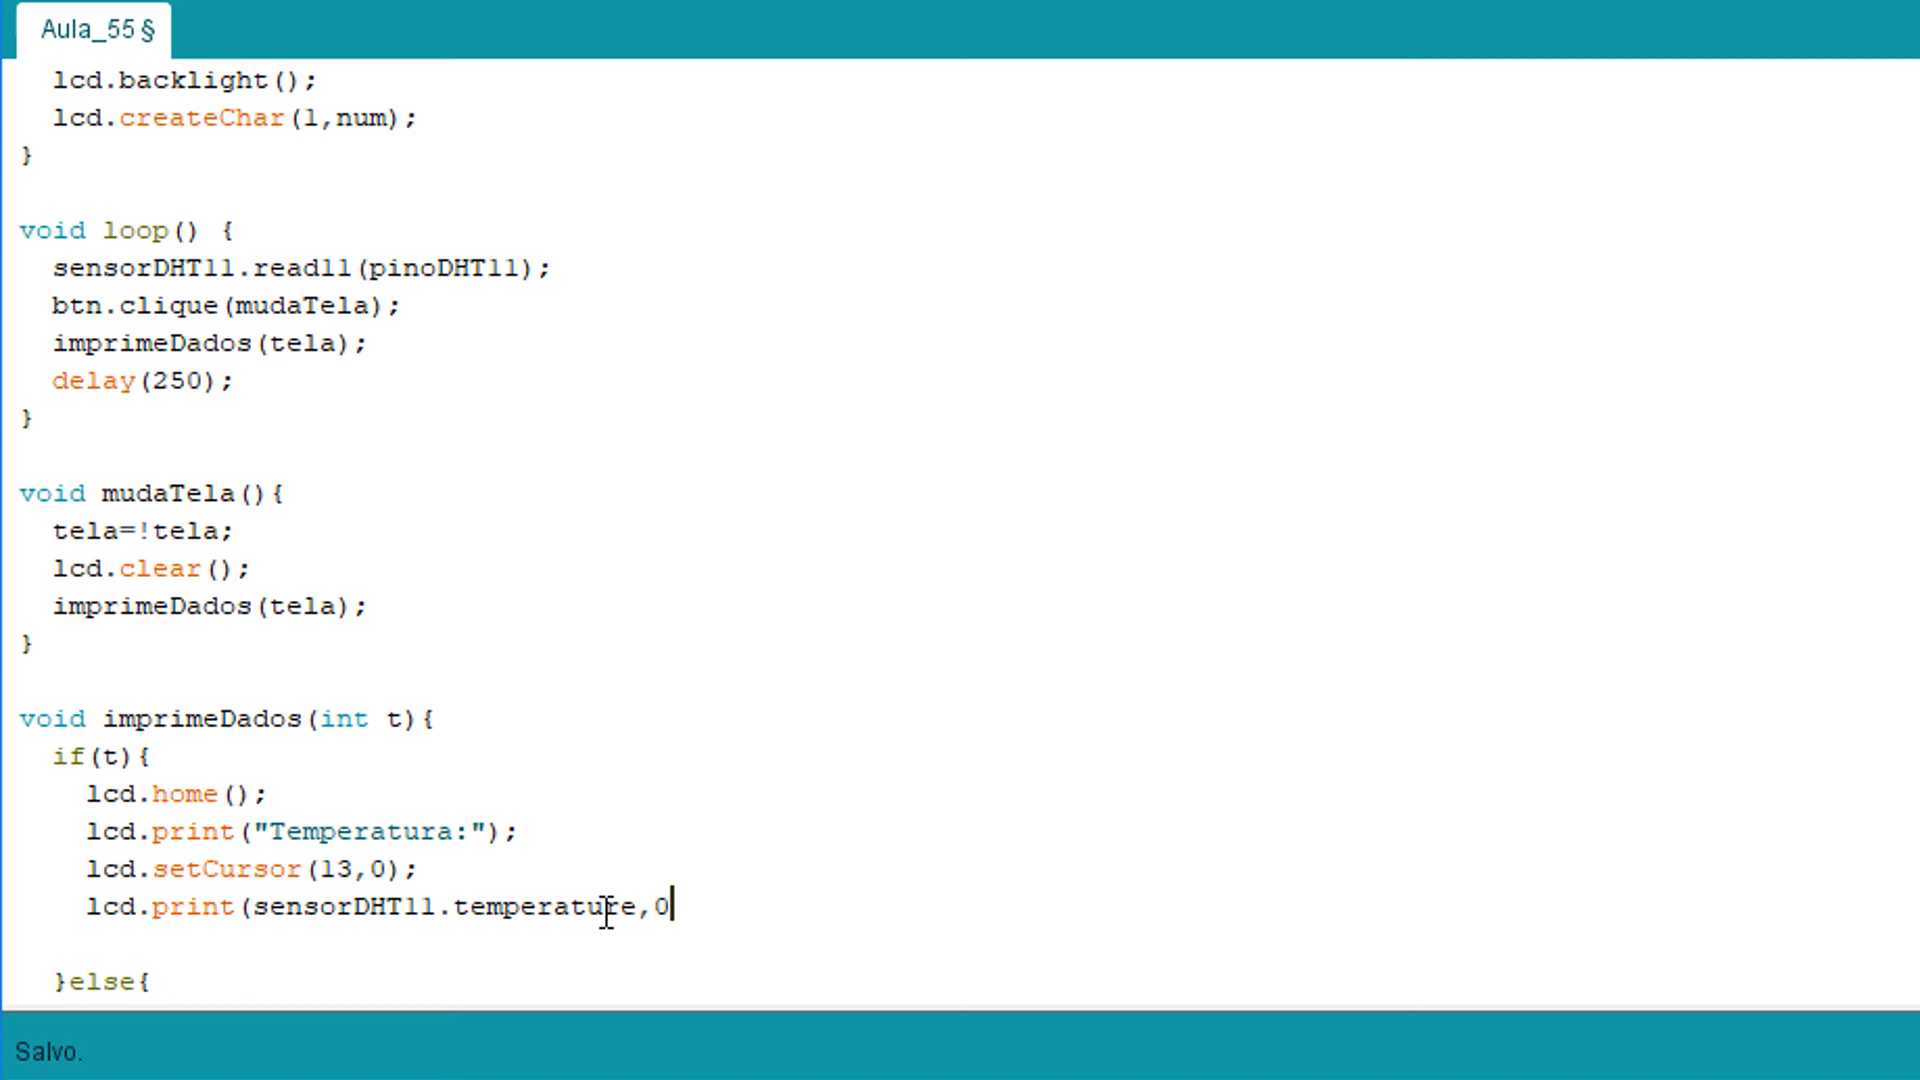 Aula_55 §
lcd.backlight();
lcd.createChar(1,num);
}
void loop() {
sensorDHT11.read11(pinoDHT11);
btn.clique(mudaTela);
imprimeDados(tela);
delay(250);
}
void mudaTela(){
tela=!tela;
lcd.clear();
imprimeDados(tela);
}
void imprimeDados(int t){
if(t){
lcd.home();
lcd.print("Temperatura:");
lcd.setCursor(13,0);
lcd.print(sensorDHT11.temperature,0
}else{
Salvo.